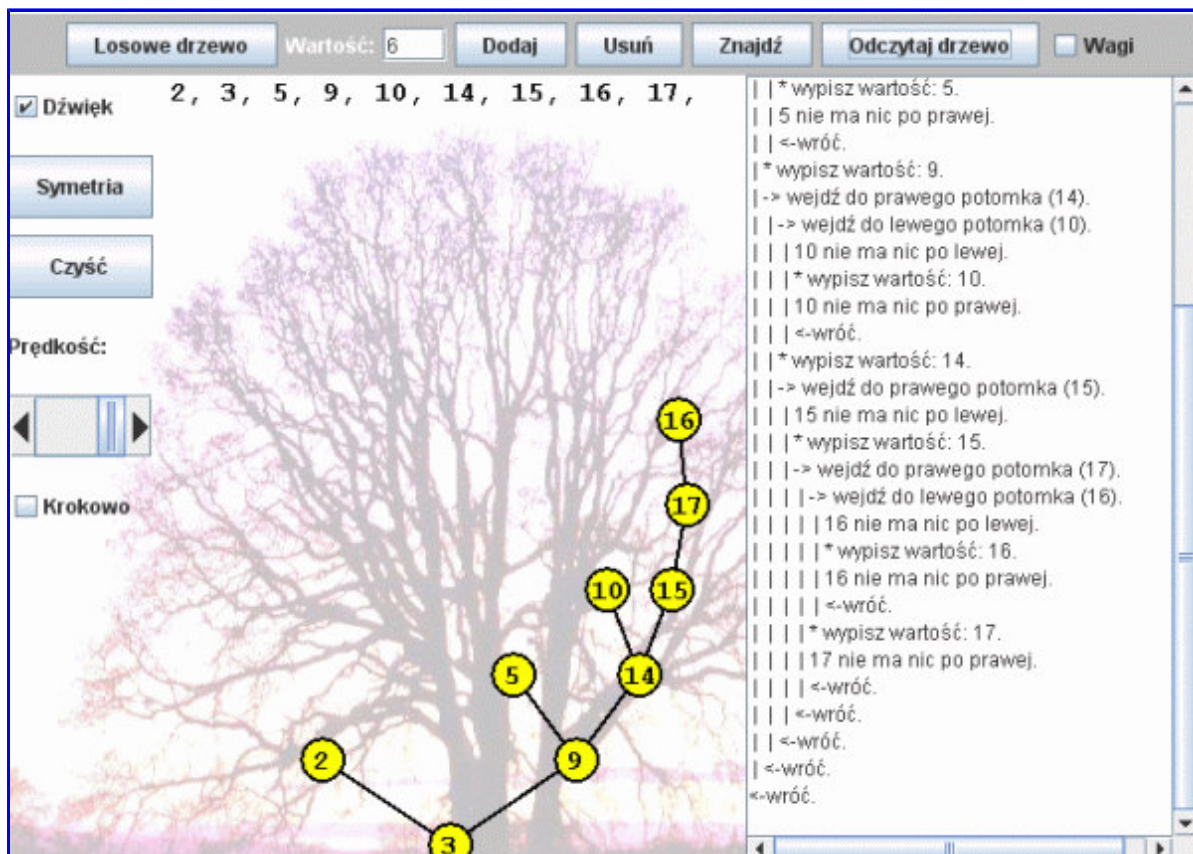 Losowe drzewo Wartość: 6 Dodaj Usuń Znajdź Odczytaj drzewo Wagi
2, 3, 5, 9, 10, 14, 15, 16, 17,
Dźwięk
Symetria
Czyść
Prędkość:
Krokowo
16
17
10 15
5 14
2 9
3
| | * wypisz wartość: 5.
| | 5 nie ma nic po prawej.
| | <-wróć.
| * wypisz wartość: 9.
| -> wejdź do prawego potomka (14).
| | -> wejdź do lewego potomka (10).
| | | 10 nie ma nic po lewej.
| | | * wypisz wartość: 10.
| | | 10 nie ma nic po prawej.
| | | <-wróć.
| | * wypisz wartość: 14.
| | -> wejdź do prawego potomka (15).
| | | 15 nie ma nic po lewej.
| | | * wypisz wartość: 15.
| | | -> wejdź do prawego potomka (17).
| | | | -> wejdź do lewego potomka (16).
| | | | | 16 nie ma nic po lewej.
| | | | | * wypisz wartość: 16.
| | | | | 16 nie ma nic po prawej.
| | | | | <-wróć.
| | | | * wypisz wartość: 17.
| | | | 17 nie ma nic po prawej.
| | | | <-wróć.
| | | <-wróć.
| | <-wróć.
| <-wróć.
<-wróć.